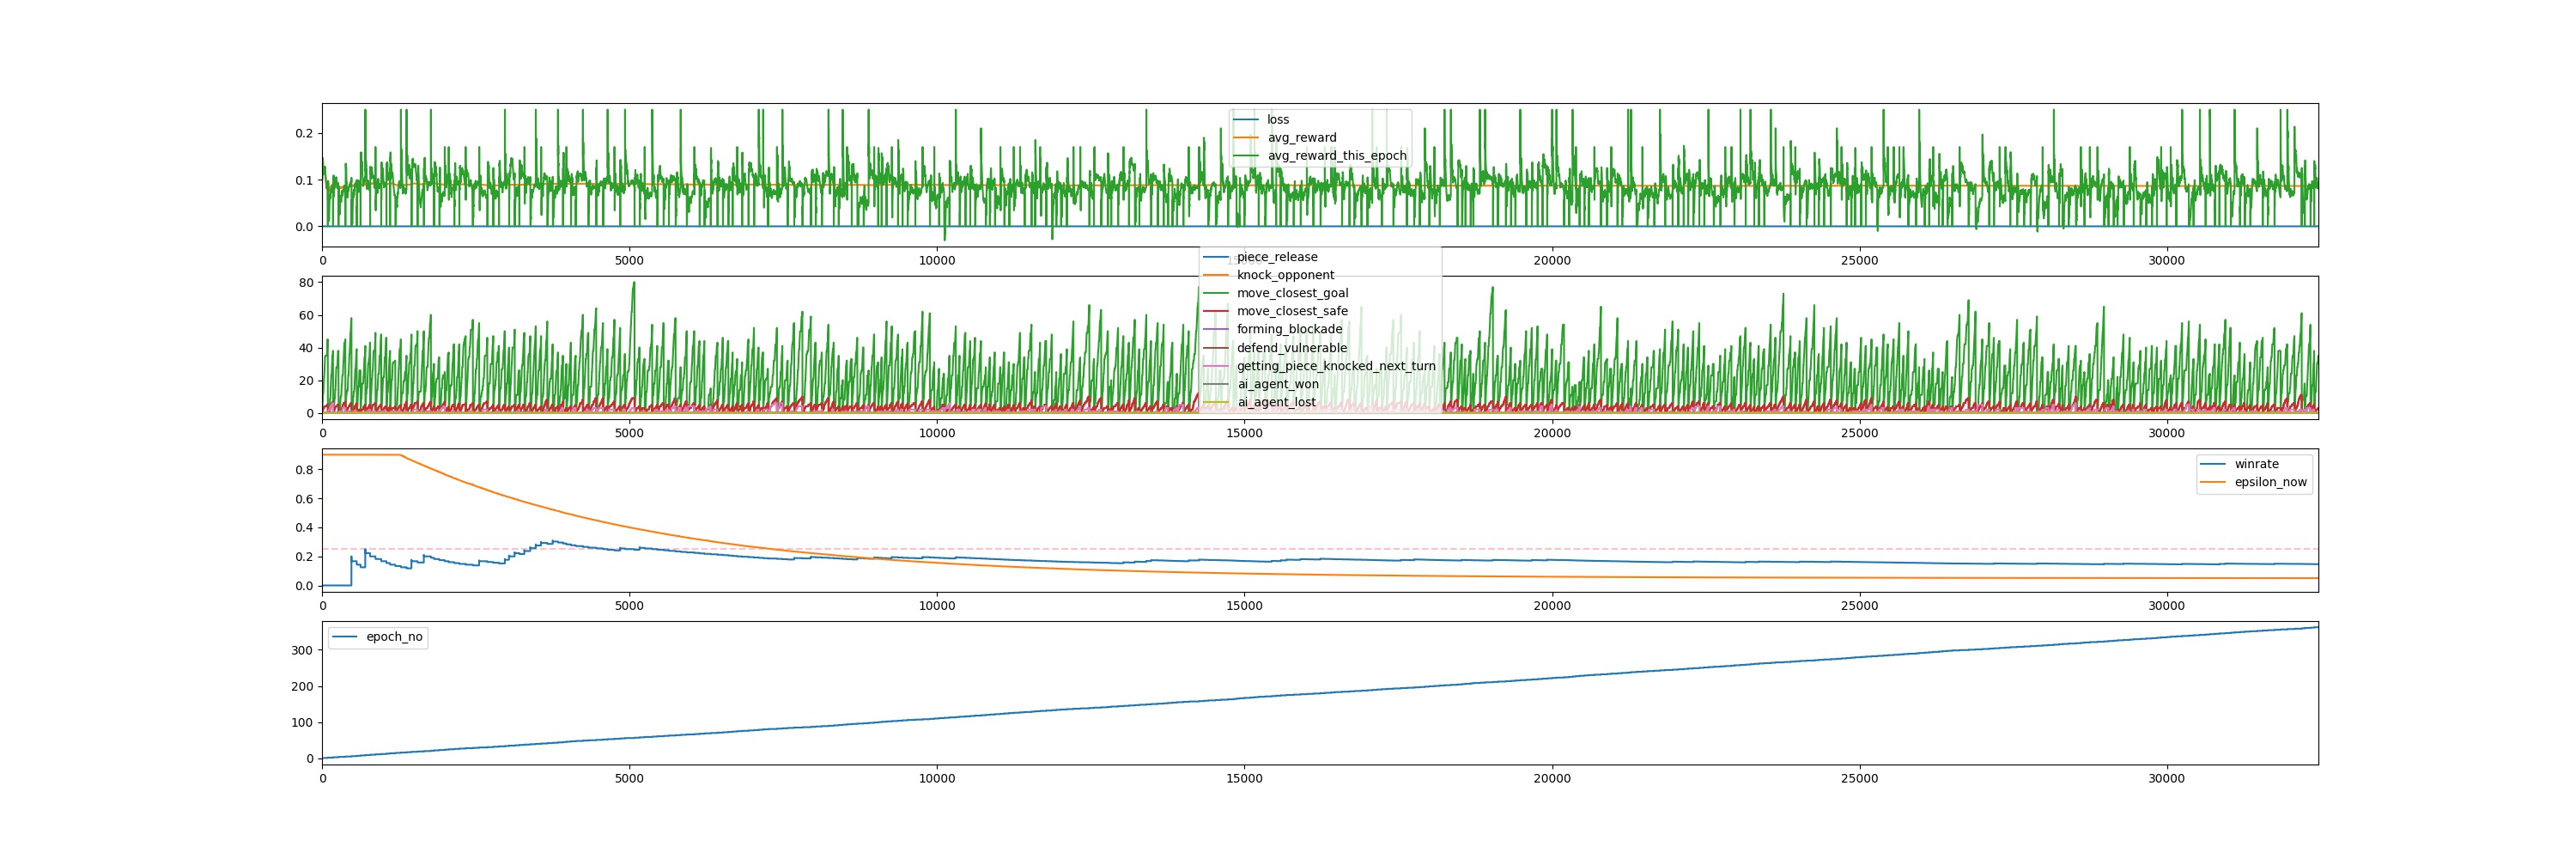 0.2
0.1
0.0
loss
avg_reward
avg_reward_this_epoch
0 5000 10000 15000 20000 25000 30000
80
60
40
20
0
piece_release
knock_opponent
move_closest_goal
move_closest_safe
forming_blockade
defend_vulnerable
getting_piece_knocked_next_turn
ai_agent_won
ai_agent_lost
0 5000 10000 15000 20000 25000 30000
0.8
0.6
0.4
0.2
0.0
winrate
epsilon_now
0 5000 10000 15000 20000 25000 30000
300
200
100
0
epoch_no
0 5000 10000 15000 20000 25000 30000